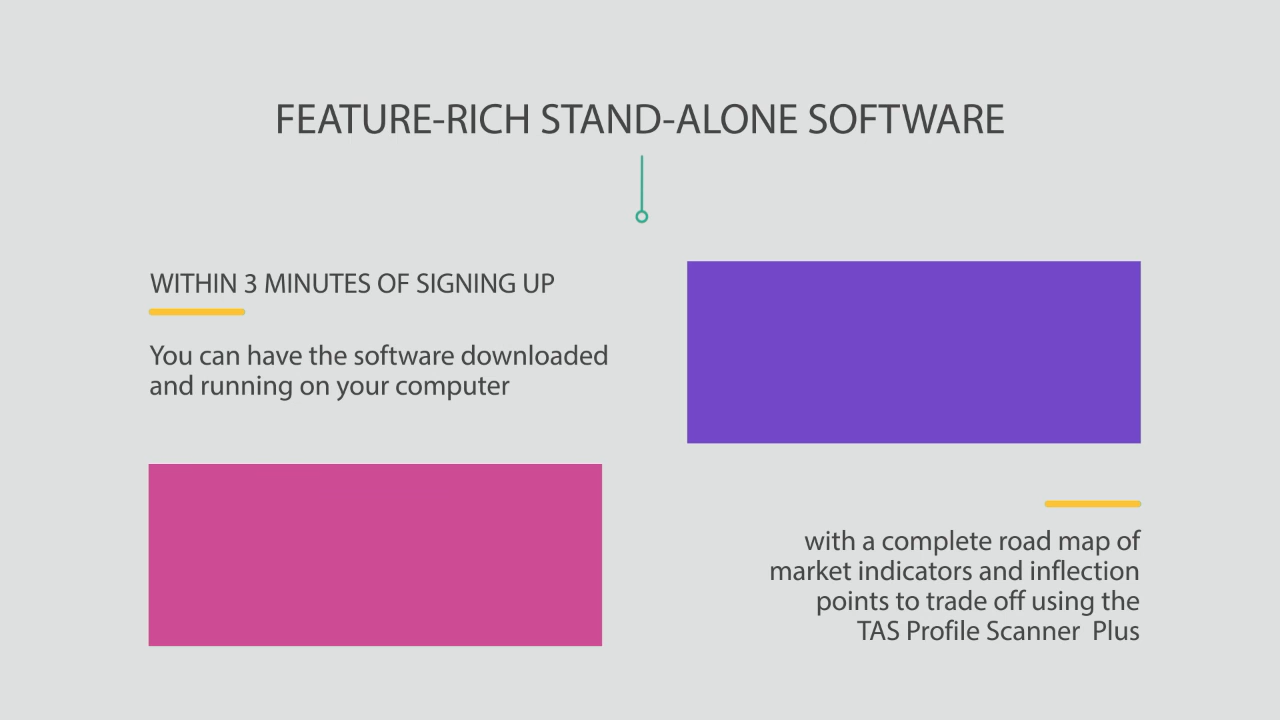 FEATURE-RICH STAND-ALONE SOFTWARE
WITHIN 3 MINUTES OF SIGNING UP
You can have the software downloaded
and running on your computer
with a complete road map of
market indicators and inflection
points to trade off using the
TAS Profile Scanner  Plus